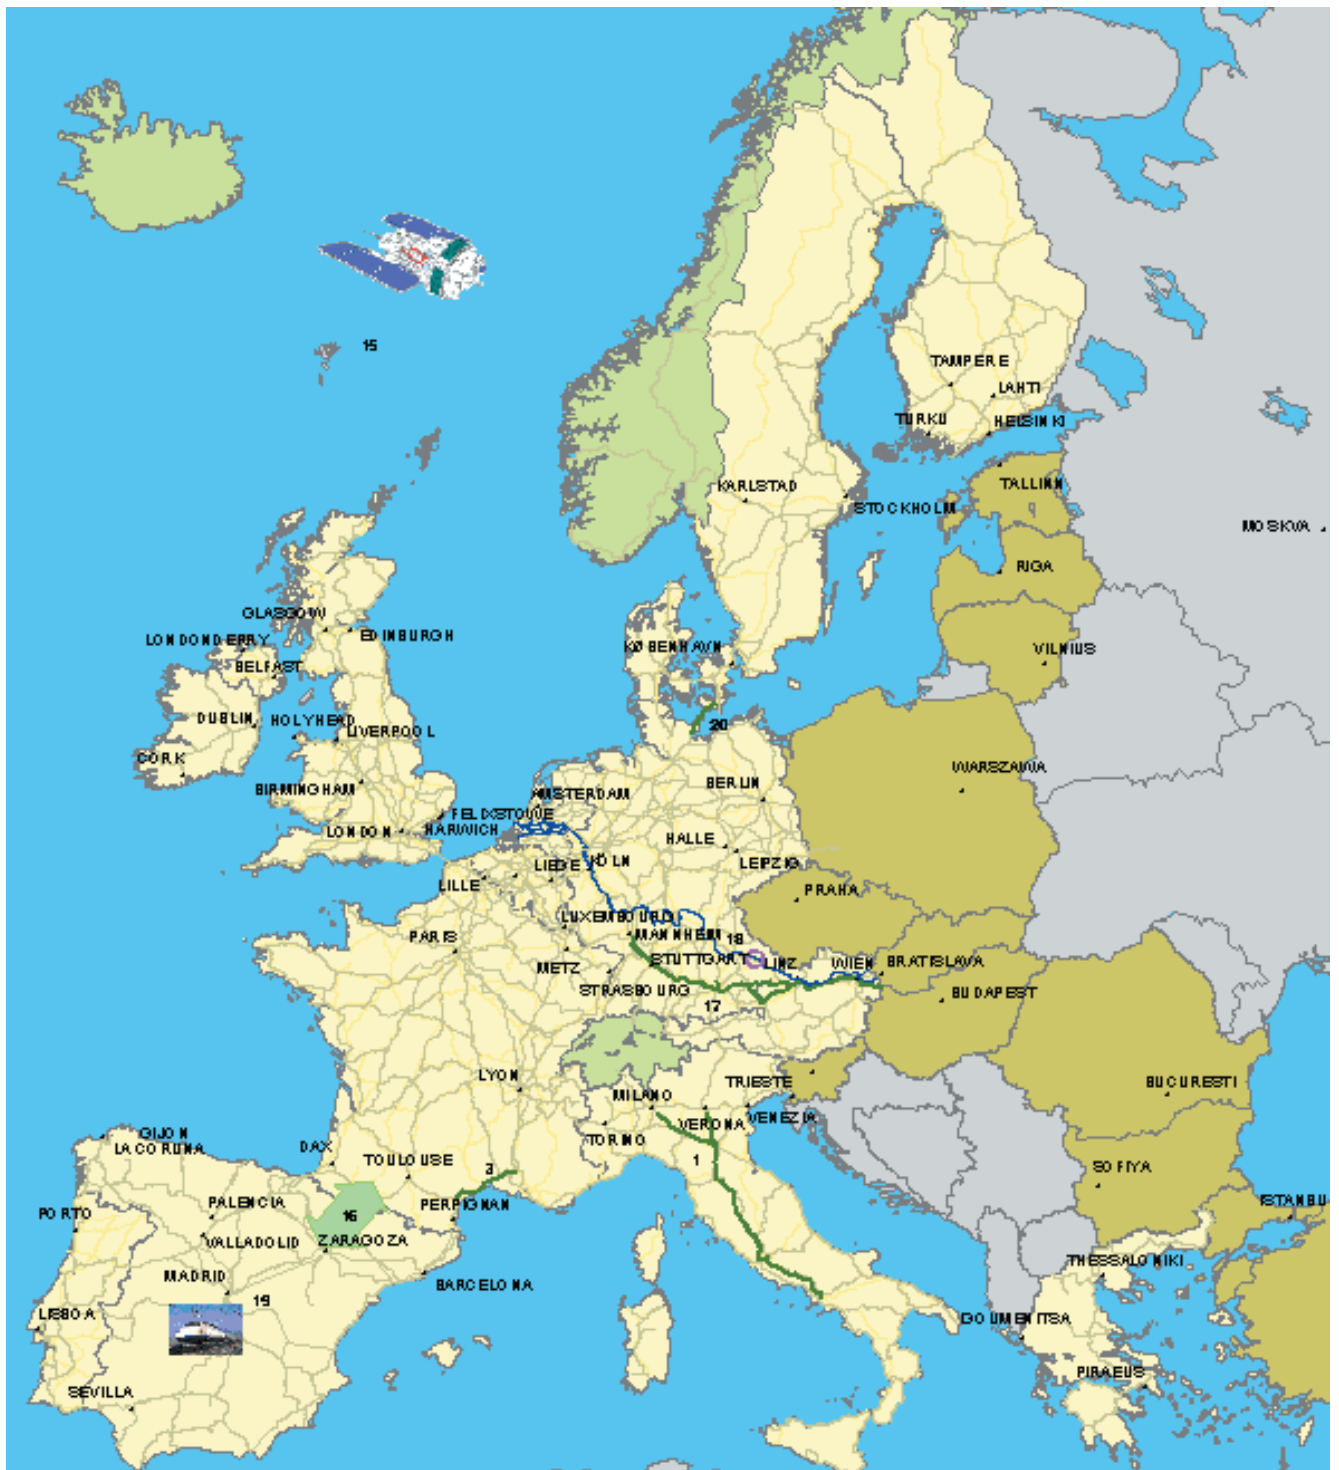 15
TAMPERE
LAHTI
TURKU
HELSINKI
KARLSTAD
TALLINN
STOCKHOLM
MOSKVA
RIGA
GLASGOW
EDINBURGH
LONDONDERRY
KØBENHAVN
VILNIUS
BELFAST
DUBLIN
HOLYHEAD
20
LIVERPOOL
CORK
WARSZAWA
BERLIN
BIRMINGHAM
AMSTERDAM
FELIXSTOWE
LONDON
HARWICH
HALLE
LEIPZIG
LIEGE
KÖLN
LILLE
PRAHA
LUXEMBOURG
MANNHEIM
18
PARIS
STUTTGART
LINZ
WIEN
BRATISLAVA
METZ
STRASBOURG
BUDAPEST
17
LYON
TRIESTE
BUCURESTI
MILANO
VERONA
VENEZIA
GIJON
LA CORUNA
DAX
TORINO
TOULOUSE
3
1
SOFIYA
PALENCIA
PERPIGNAN
ISTANBU
PORTO
16
VALLADOLID
ZARAGOZA
THESSALONIKI
MADRID
BARCELONA
19
LISBOA
GOUMENITSA
PIRAEUS
SEVILLA